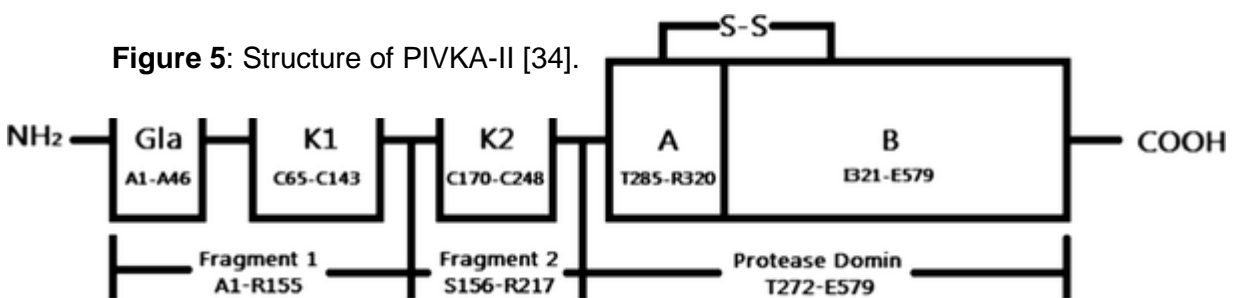 S-S
Figure 5: Structure of PIVKA-II [34].
NH2 Gla K1 K2 A B COOH
A1-A46 C65-C143 C170-C248 T285-R320 I321-E579
Fragment 1 Fragment 2 Protease Domin
A1-R155 S156-R217 T272-E579